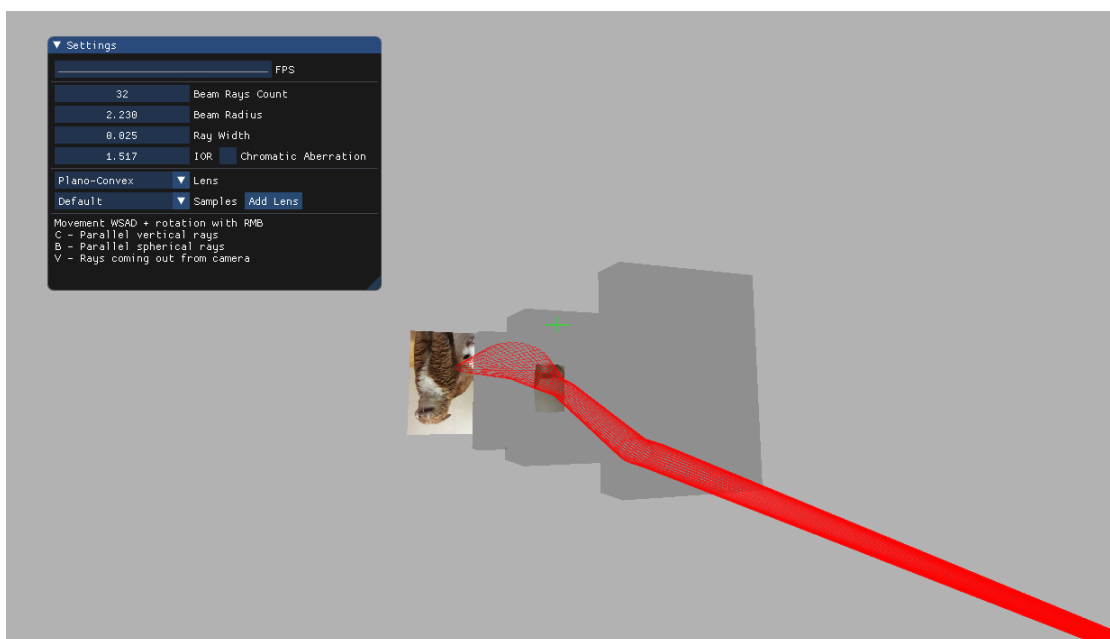 Settings
FPS
32 Beam Rays Count
2.230 Beam Radius
0.025 Ray Width
1.517 IOR Chromatic Aberration
Plano-Convex Lens
Default Samples Add Lens
Movement WSAD + rotation with RMB
C - Parallel vertical rays
B - Parallel spherical rays
V - Rays coming out from camera